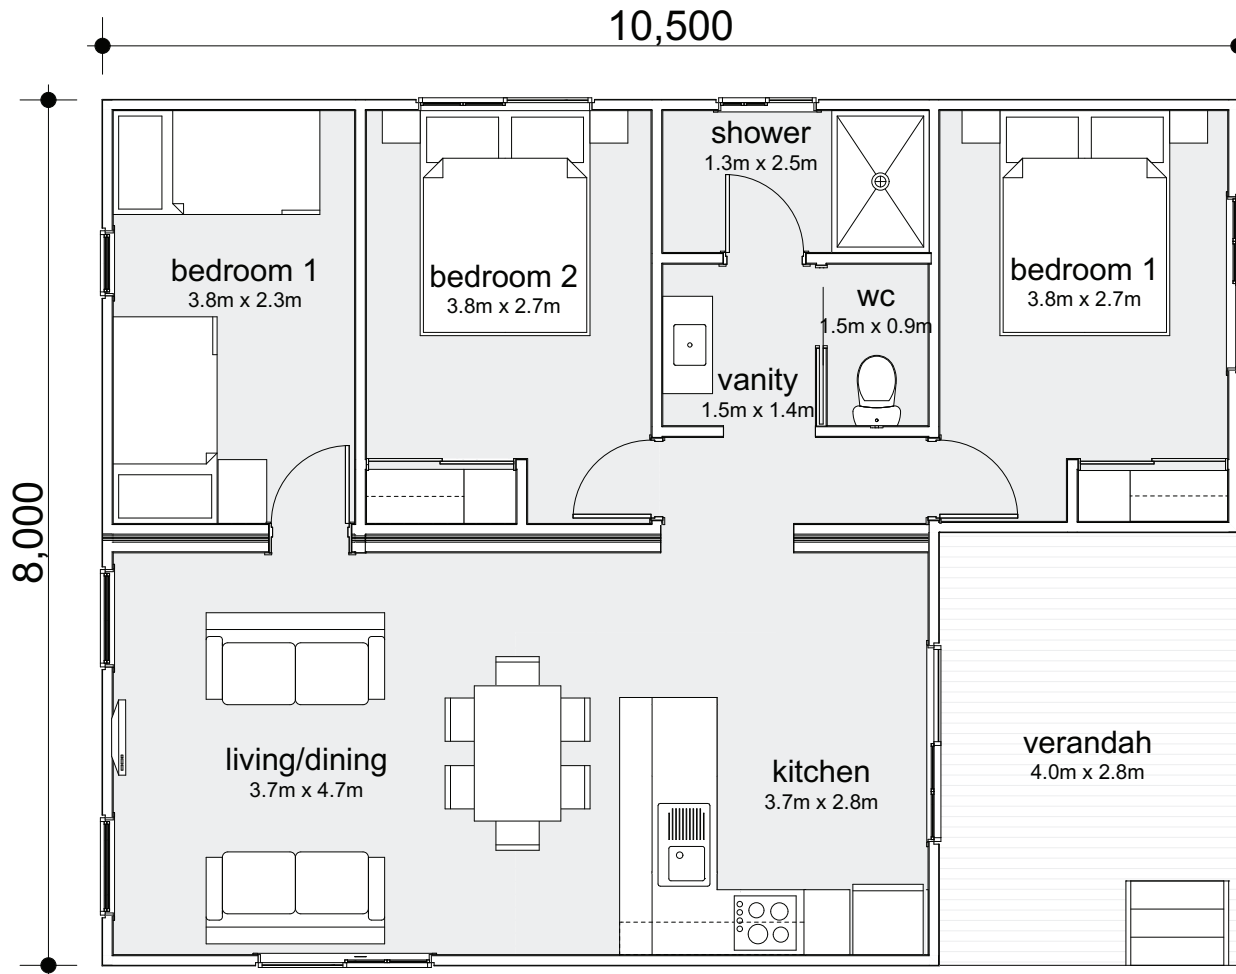 10,500
8,000
shower
1.3m x 2.5m
bedroom 1
3.8m x 2.3m
bedroom 2
3.8m x 2.7m
wc
1.5m x 0.9m
bedroom 1
3.8m x 2.7m
vanity
1.5m x 1.4m
living/dining
3.7m x 4.7m
kitchen
3.7m x 2.8m
verandah
4.0m x 2.8m